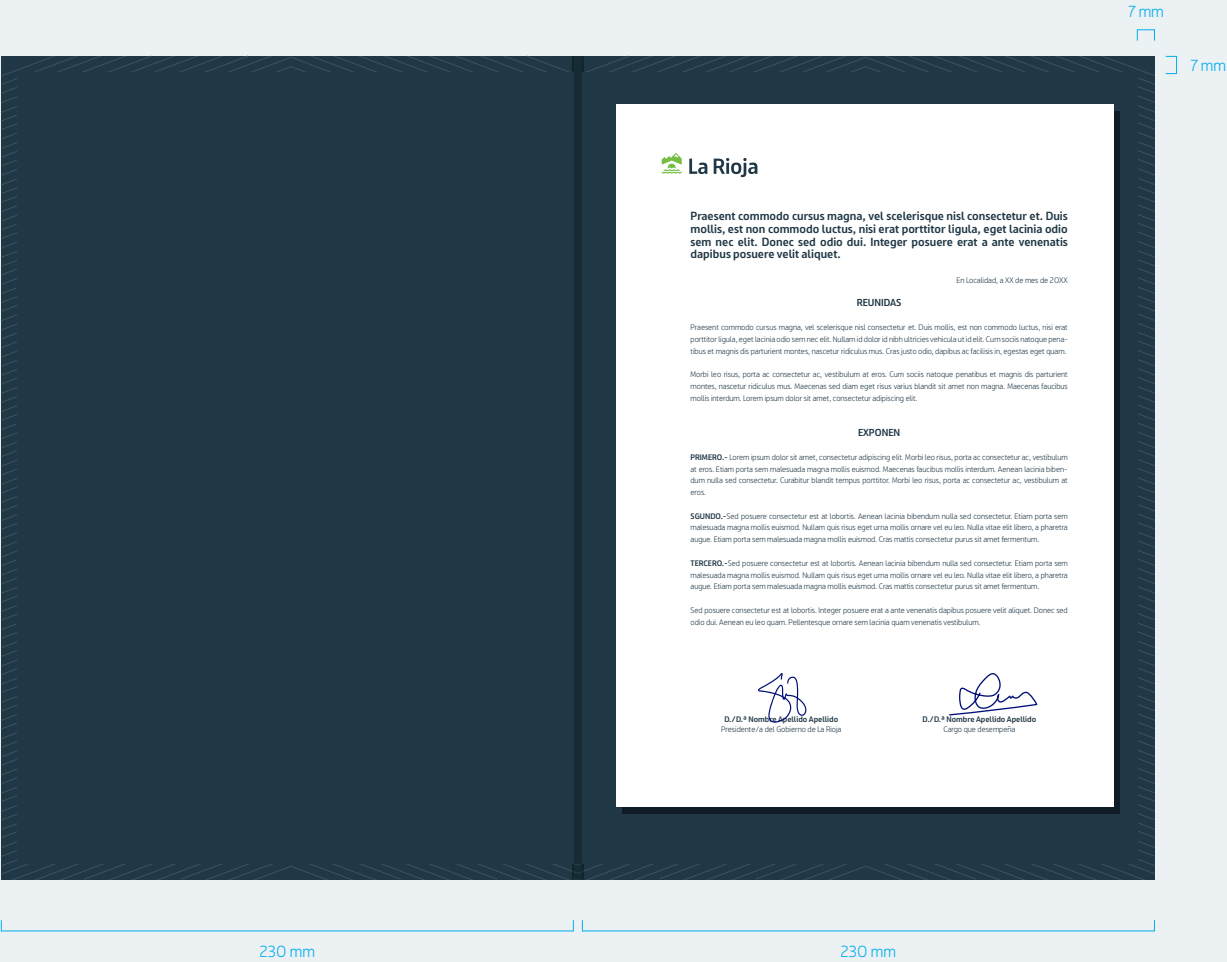 7 mm
7 mm
La Rioja
Praesent commodo cursus magna, vel scelerisque nisl consectetur et. Duis
mollis, est non commodo luctus, nisi erat porttitor ligula, eget lacinia odio
sem nec elit. Donec sed odio dui. Integer posuere erat a ante venenatis
dapibus posuere velit aliquet.
En Localidad, a XX de mes de 20XX
REUNIDAS
Praesent commodo cursus magna, vel scelerisque nisl consectetur et. Duis mollis, est non commodo luctus, nisi erat
porttitor ligula, eget lacinia odio sem nec elit. Nullam id dolor id nibh ultricies vehicula ut id elit. Cum sociis natoque pena-
tibus et magnis dis parturient montes, nascetur ridiculus mus. Cras justo odio, dapibus ac facilisis in, egestas eget quam.
Morbi leo risus, porta ac consectetur ac, vestibulum at eros. Cum sociis natoque penatibus et magnis dis parturient
montes, nascetur ridiculus mus. Maecenas sed diam eget risus varius blandit sit amet non magna. Maecenas faucibus
mollis interdum. Lorem ipsum dolor sit amet, consectetur adipiscing elit.
EXPONEN
PRIMERO.- Lorem ipsum dolor sit amet, consectetur adipiscing elit. Morbi leo risus, porta ac consectetur ac, vestibulum
at eros. Etiam porta sem malesuada magna mollis euismod. Maecenas faucibus mollis interdum. Aenean lacinia biben-
dum nulla sed consectetur. Curabitur blandit tempus porttitor. Morbi leo risus, porta ac consectetur ac, vestibulum at
eros.
SGUNDO.-Sed posuere consectetur est at lobortis. Aenean lacinia bibendum nulla sed consectetur. Etiam porta sem
malesuada magna mollis euismod. Nullam quis risus eget urna mollis ornare vel eu leo. Nulla vitae elit libero, a pharetra
augue. Etiam porta sem malesuada magna mollis euismod. Cras mattis consectetur purus sit amet fermentum.
TERCERO.-Sed posuere consectetur est at lobortis. Aenean lacinia bibendum nulla sed consectetur. Etiam porta sem
malesuada magna mollis euismod. Nullam quis risus eget urna mollis ornare vel eu leo. Nulla vitae elit libero, a pharetra
augue. Etiam porta sem malesuada magna mollis euismod. Cras mattis consectetur purus sit amet fermentum.
Sed posuere consectetur est at lobortis. Integer posuere erat a ante venenatis dapibus posuere velit aliquet. Donec sed
odio dui. Aenean eu leo quam. Pellentesque ornare sem lacinia quam venenatis vestibulum.
D./D.ª Nombre Apellido Apellido
Presidente/a del Gobierno de La Rioja
D./D.ª Nombre Apellido Apellido
Cargo que desempeña
230 mm
230 mm